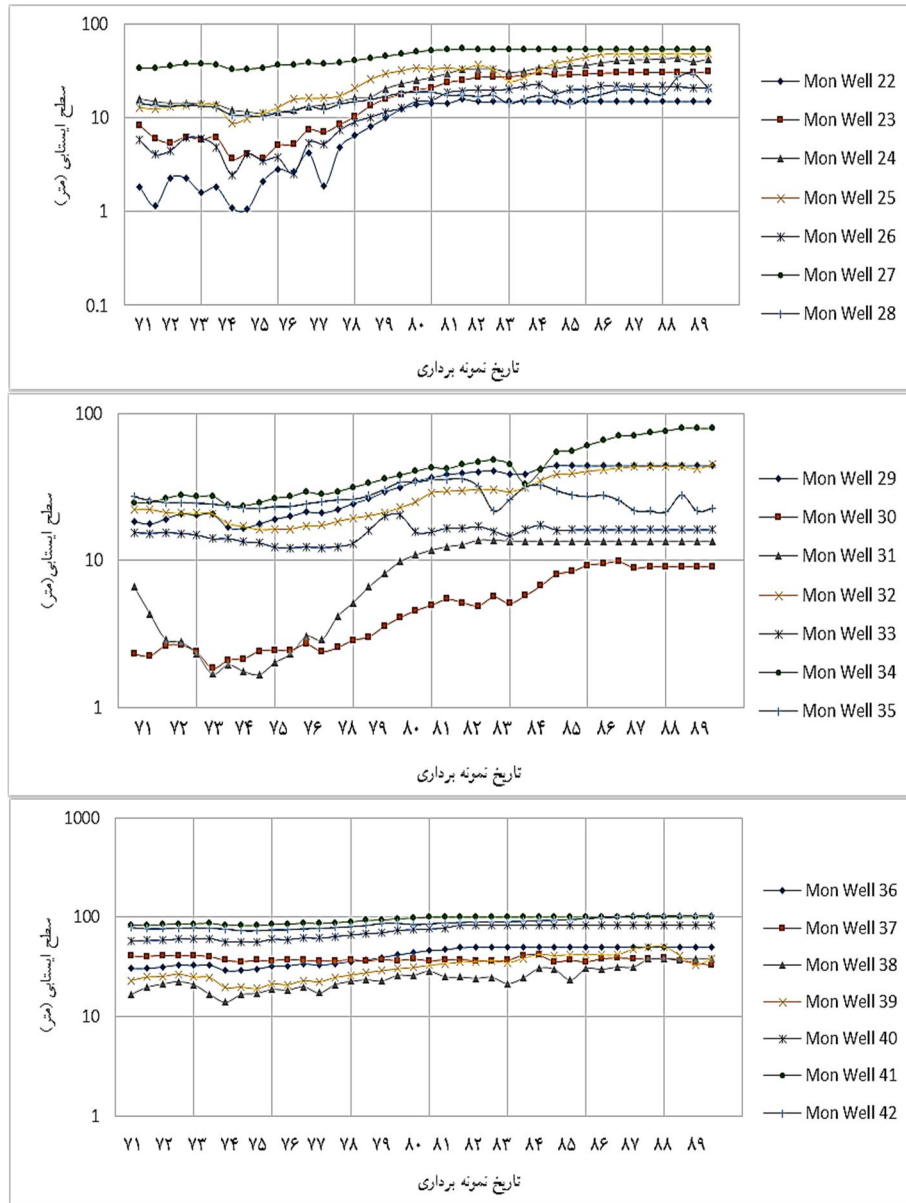 سطح ایستابی (متر)
100
10
1
0.1
۷۱ ۷۲ ۷۳ ۷۴ ۷۵ ۷۶ ۷۷ ۷۸ ۷۹ ۸۰ ۸۱ ۸۲ ۸۳ ۸۴ ۸۵ ۸۶ ۸۷ ۸۸ ۸۹
تاریخ نمونه برداری
Mon Well 22
Mon Well 23
Mon Well 24
Mon Well 25
Mon Well 26
Mon Well 27
Mon Well 28
سطح ایستابی(متر)
100
10
1
۷۱ ۷۲ ۷۳ ۷۴ ۷۵ ۷۶ ۷۷ ۷۸ ۷۹ ۸۰ ۸۱ ۸۲ ۸۳ ۸۴ ۸۵ ۸۶ ۸۷ ۸۸ ۸۹
تاریخ نمونه برداری
Mon Well 29
Mon Well 30
Mon Well 31
Mon Well 32
Mon Well 33
Mon Well 34
Mon Well 35
سطح ایستابی (متر)
1000
100
10
1
۷۱ ۷۲ ۷۳ ۷۴ ۷۵ ۷۶ ۷۷ ۷۸ ۷۹ ۸۰ ۸۱ ۸۲ ۸۳ ۸۴ ۸۵ ۸۶ ۸۷ ۸۸ ۸۹
تاریخ نمونه برداری
Mon Well 36
Mon Well 37
Mon Well 38
Mon Well 39
Mon Well 40
Mon Well 41
Mon Well 42